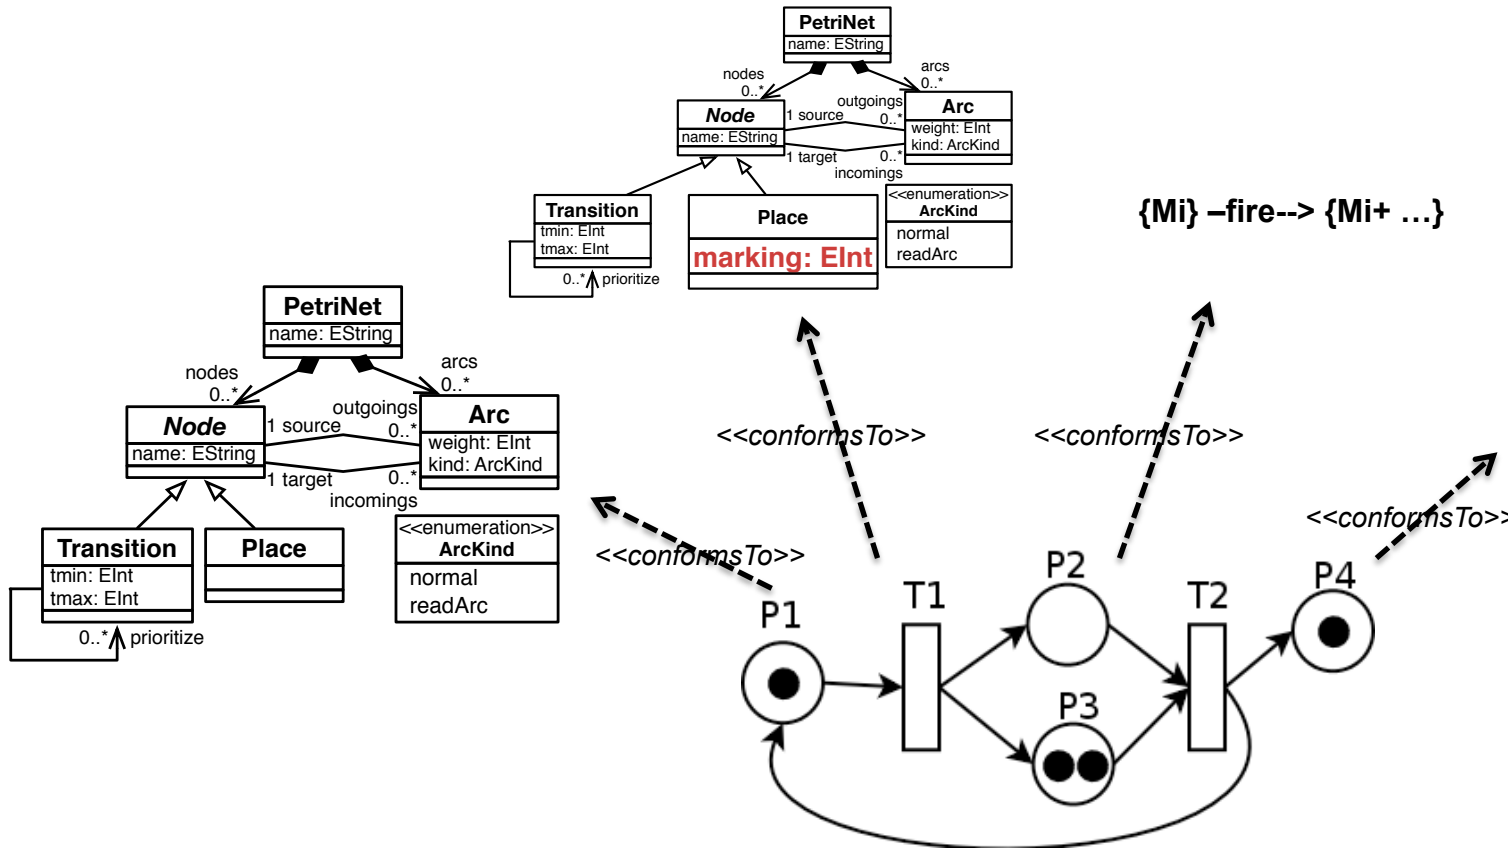 PetriNet
name: EString
nodes
0..*
arcs
0..*
Node
name: EString
1 source
outgoings
0..*
Arc
weight: EInt
kind: ArcKind
1 target
0..*
incomings
Transition
tmin: EInt
tmax: EInt
0..*
prioritize
Place
marking: EInt
<<enumeration>>
ArcKind
normal
readArc
{Mi} –fire--> {Mi+ …}
PetriNet
name: EString
nodes
0..*
arcs
0..*
Node
name: EString
1 source
outgoings
0..*
Arc
weight: EInt
kind: ArcKind
1 target
0..*
incomings
Transition
tmin: EInt
tmax: EInt
0..*
prioritize
Place
<<enumeration>>
ArcKind
normal
readArc
<<conformsTo>>
<<conformsTo>>
<<conformsTo>>
<<conformsTo>>
P1
T1
P2
P3
T2
P4